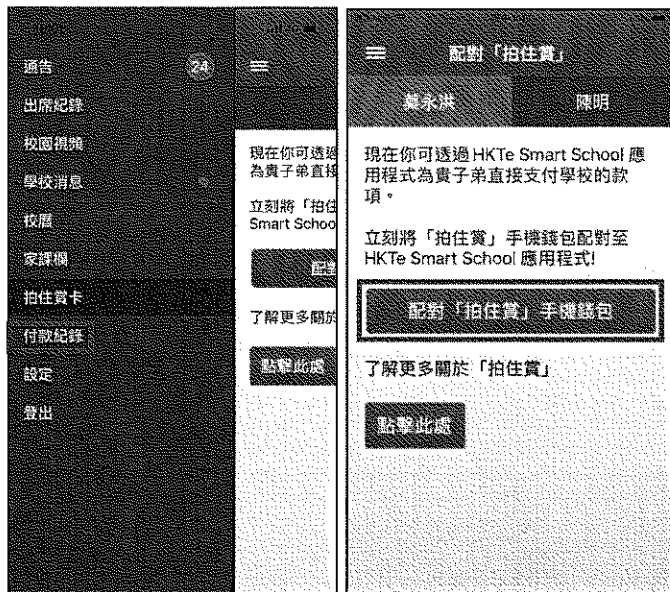 通告
24
出席紀錄
校園視頻
學校消息
校曆
家課欄
拍住賞卡
付款紀錄
設定
登出
現在你可透過
為貴子弟直接
立刻將「拍住
Smart Schoo
配對
了解更多關於
點擊此處
配對「拍住賞」
莫永洪
陳明
現在你可透過 HKTe Smart School 應
用程式為貴子弟直接支付學校的款
項。
立刻將「拍住賞」手機錢包配對至
HKTe Smart School 應用程式!
配對「拍住賞」手機錢包
了解更多關於「拍住賞」
點擊此處